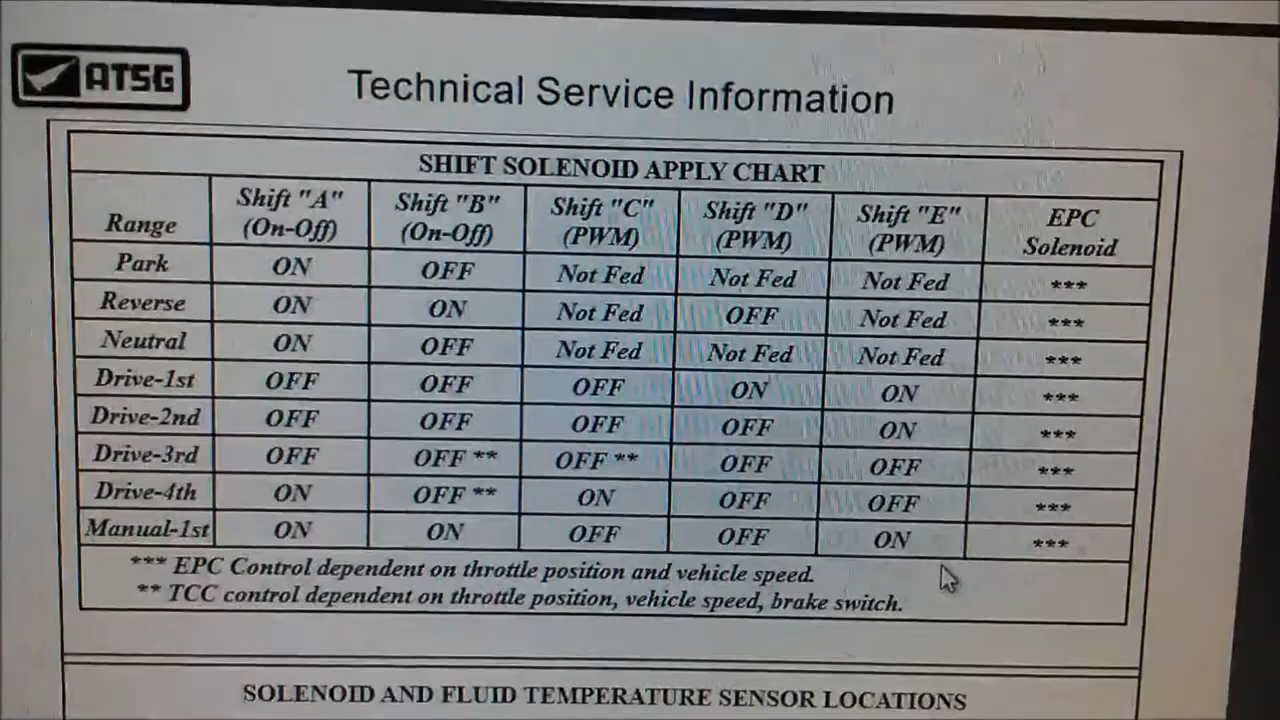 ATSG
Technical Service Information
SHIFT SOLENOID APPLY CHART
Range Shift "A" (On-Off) Shift "B" (On-Off) Shift "C" (PWM) Shift "D" (PWM) Shift "E" (PWM) EPC Solenoid
Park ON OFF Not Fed Not Fed Not Fed ***
Reverse ON ON Not Fed OFF Not Fed ***
Neutral ON OFF Not Fed Not Fed Not Fed ***
Drive-1st OFF OFF OFF ON ON ***
Drive-2nd OFF OFF OFF OFF ON ***
Drive-3rd OFF OFF ** OFF ** OFF OFF ***
Drive-4th ON OFF ** ON OFF OFF ***
Manual-1st ON ON OFF OFF ON ***
*** EPC Control dependent on throttle position and vehicle speed.
** TCC control dependent on throttle position, vehicle speed, brake switch.
SOLENOID AND FLUID TEMPERATURE SENSOR LOCATIONS